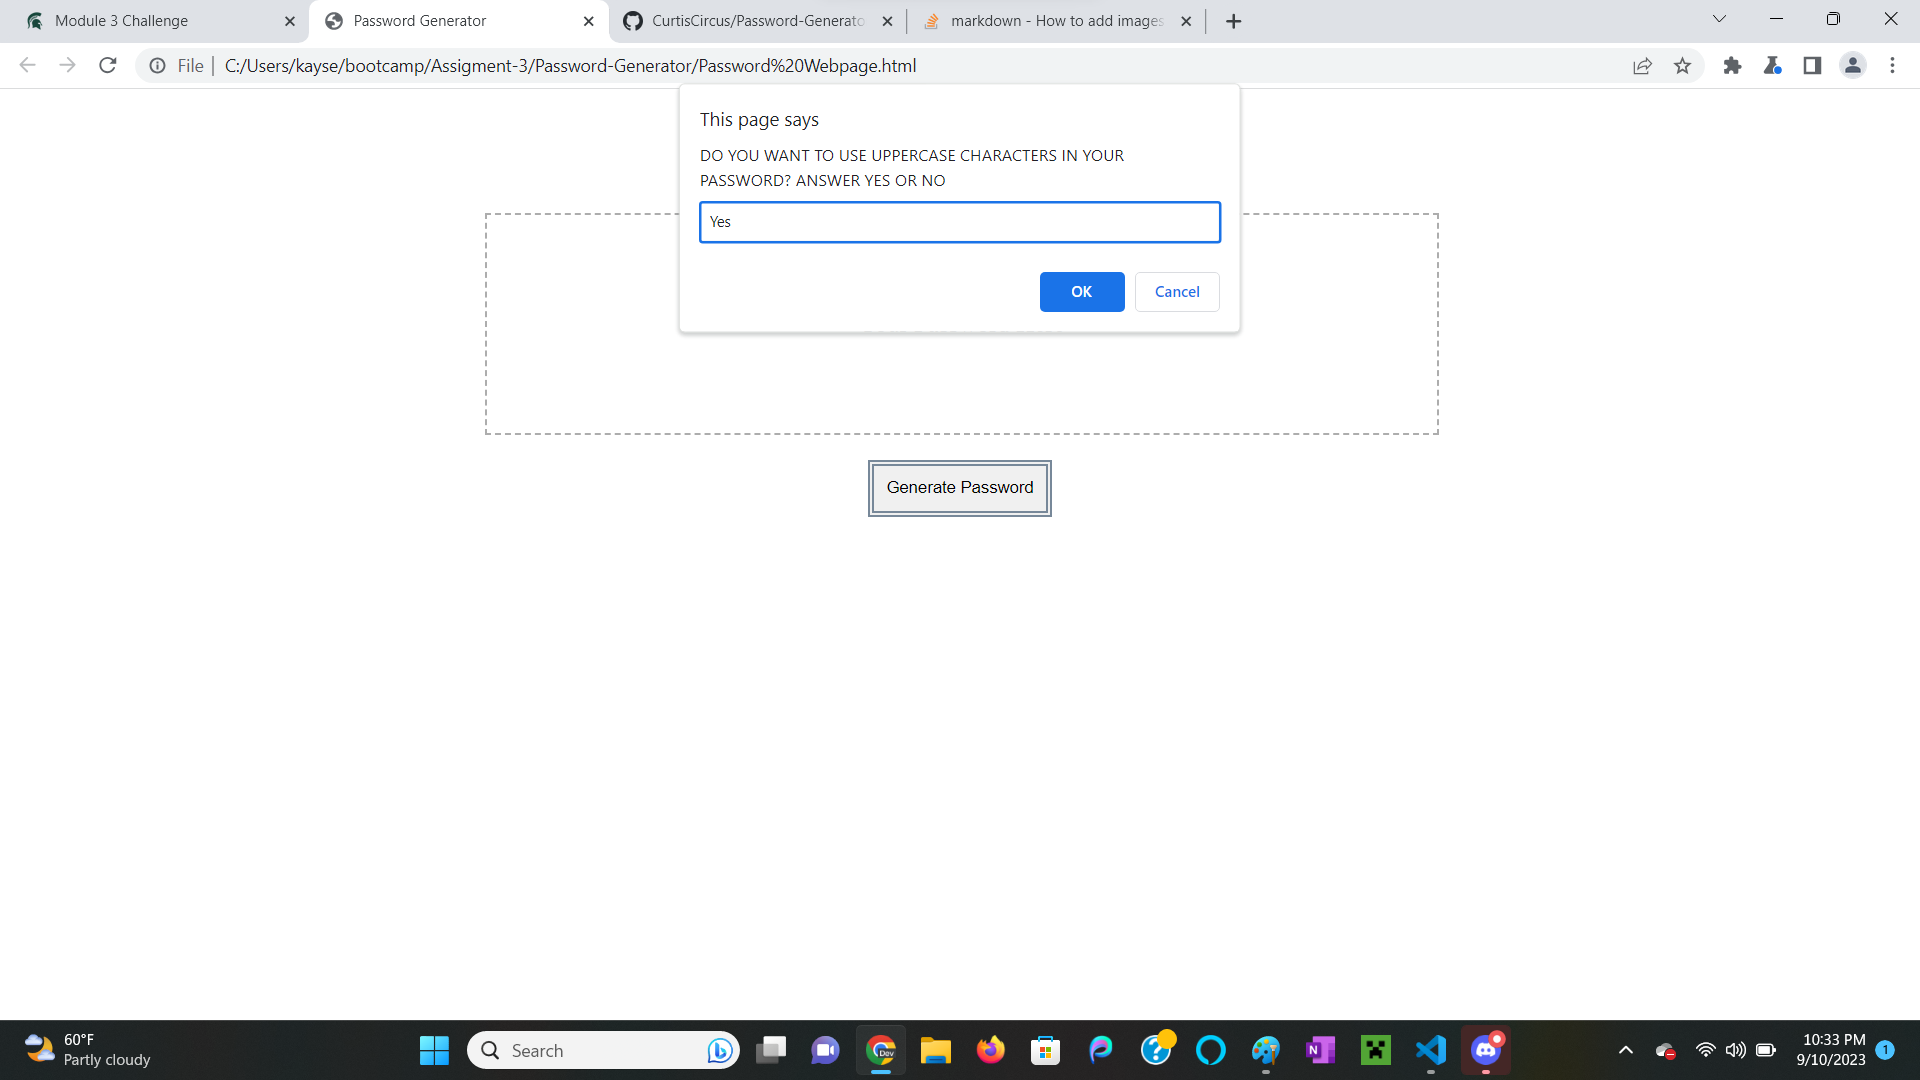 Module 3 Challenge
Password Generator
CurtisCircus/Password-Generato
markdown - How to add images
File
C:/Users/kayse/bootcamp/Assigment-3/Password-Generator/Password%20Webpage.html
This page says
DO YOU WANT TO USE UPPERCASE CHARACTERS IN YOUR
PASSWORD? ANSWER YES OR NO
Yes
OK
Cancel
Generate Password
60°F
Partly cloudy
Search
Dev
N
10:33 PM
9/10/2023
1